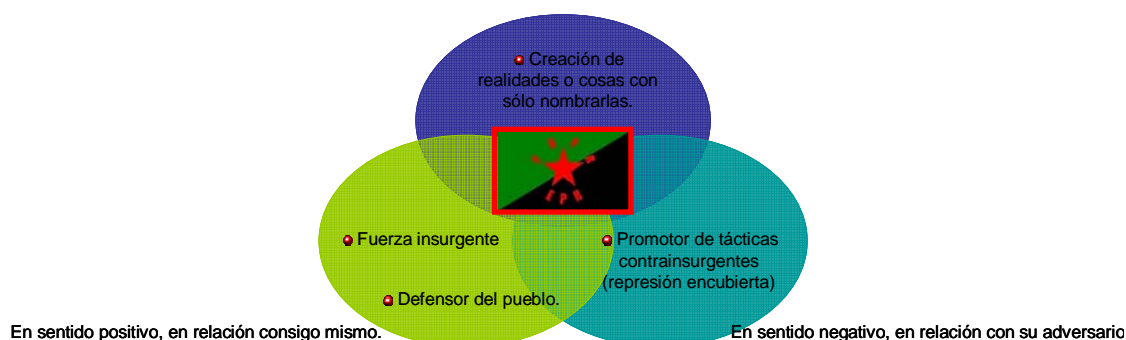 Creación de
realidades o cosas con
sólo nombrarlas.
E P R
Fuerza insurgente
Promotor de tácticas
contrainsurgentes
(represión encubierta)
Defensor del pueblo.
En sentido positivo, en relación consigo mismo.
En sentido negativo, en relación con su adversario